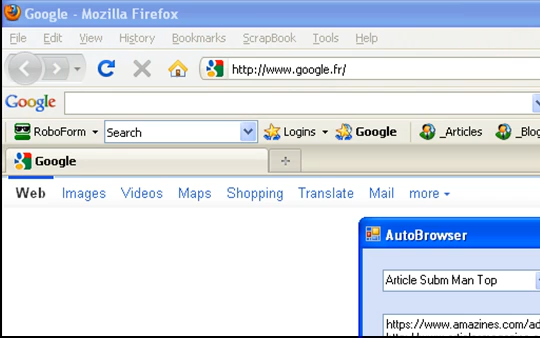 Google - Mozilla Firefox
File Edit View History Bookmarks ScrapBook Tools Help
http://www.google.fr/
Google
RoboForm Search Logins Google _Articles _Blog
Google
Web Images Videos Maps Shopping Translate Mail more
AutoBrowser
Article Subm Man Top
https://www.amazines.com/ad